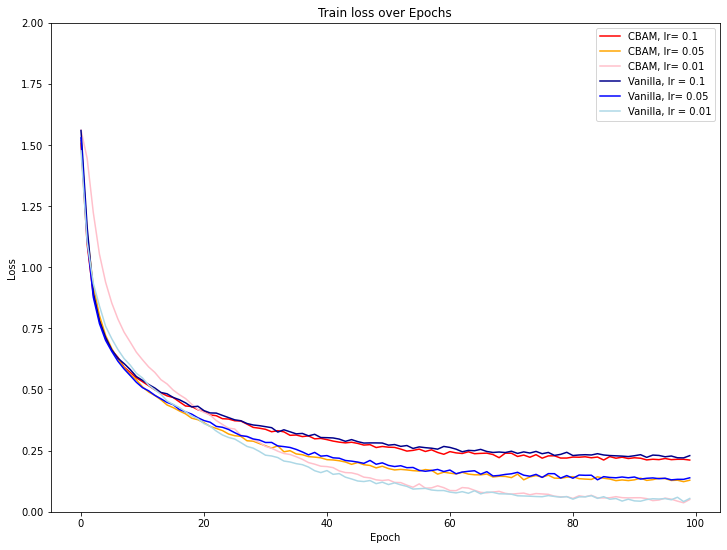 Train loss over Epochs
2.00
1.75
1.50
1.25
1.00
0.75
0.50
0.25
0.00
Loss
0 20 40 60 80 100
Epoch
CBAM, lr= 0.1
CBAM, lr= 0.05
CBAM, lr= 0.01
Vanilla, lr = 0.1
Vanilla, lr= 0.05
Vanilla, lr = 0.01